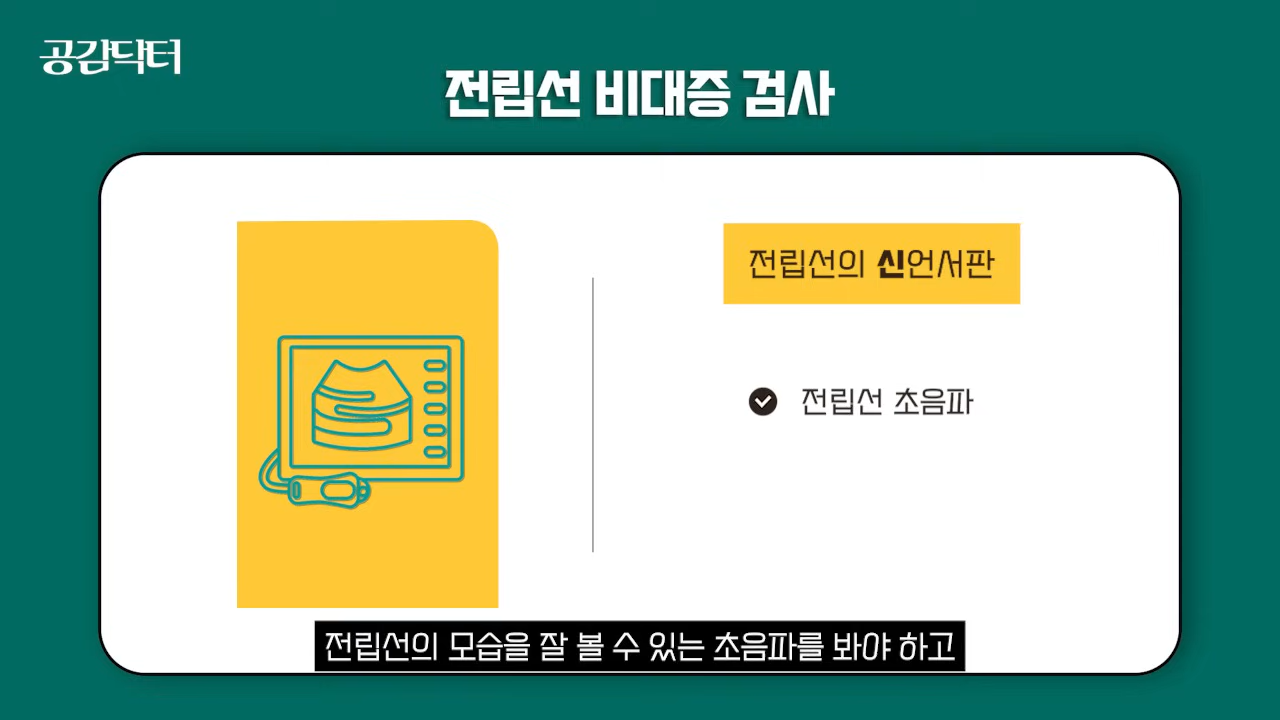 공감닥터
전립선 비대증 검사
전립선의 신언서판
전립선 초음파
전립선의 모습을 잘 볼 수 있는 초음파를 봐야 하고